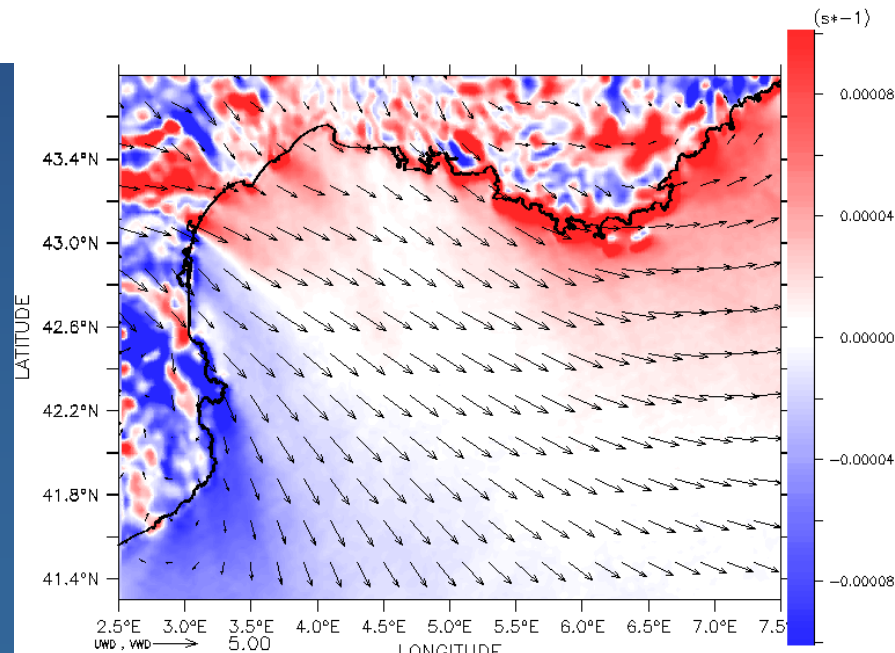 (s*-1)
0.00008
43.4°N
0.00004
43.0°N
LATITUDE
42.6°N
0.00000
42.2°N
-0.00004
41.8°N
41.4°N
-0.00008
2.5°E 3.0°E 3.5°E 4.0°E 4.5°E 5.0°E 5.5°E 6.0°E 6.5°E 7.0°E 7.5°
UWD , VWD 5.00
LONGITUDE